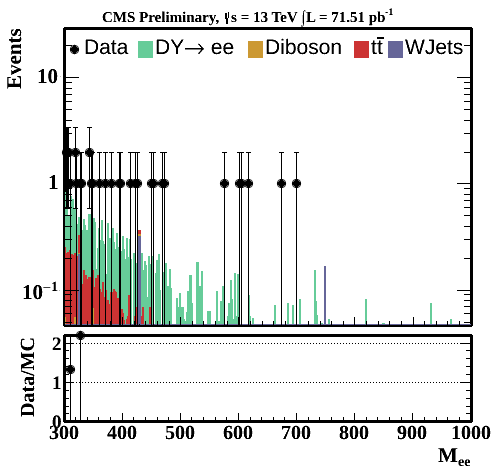 CMS Preliminary, √s = 13 TeV ∫L = 71.51 pb⁻¹
Events
Data DY→ ee Diboson tt̄ WJets
10
1
10⁻¹
Data/MC
2
1
0
300 400 500 600 700 800 900 1000
M_ee